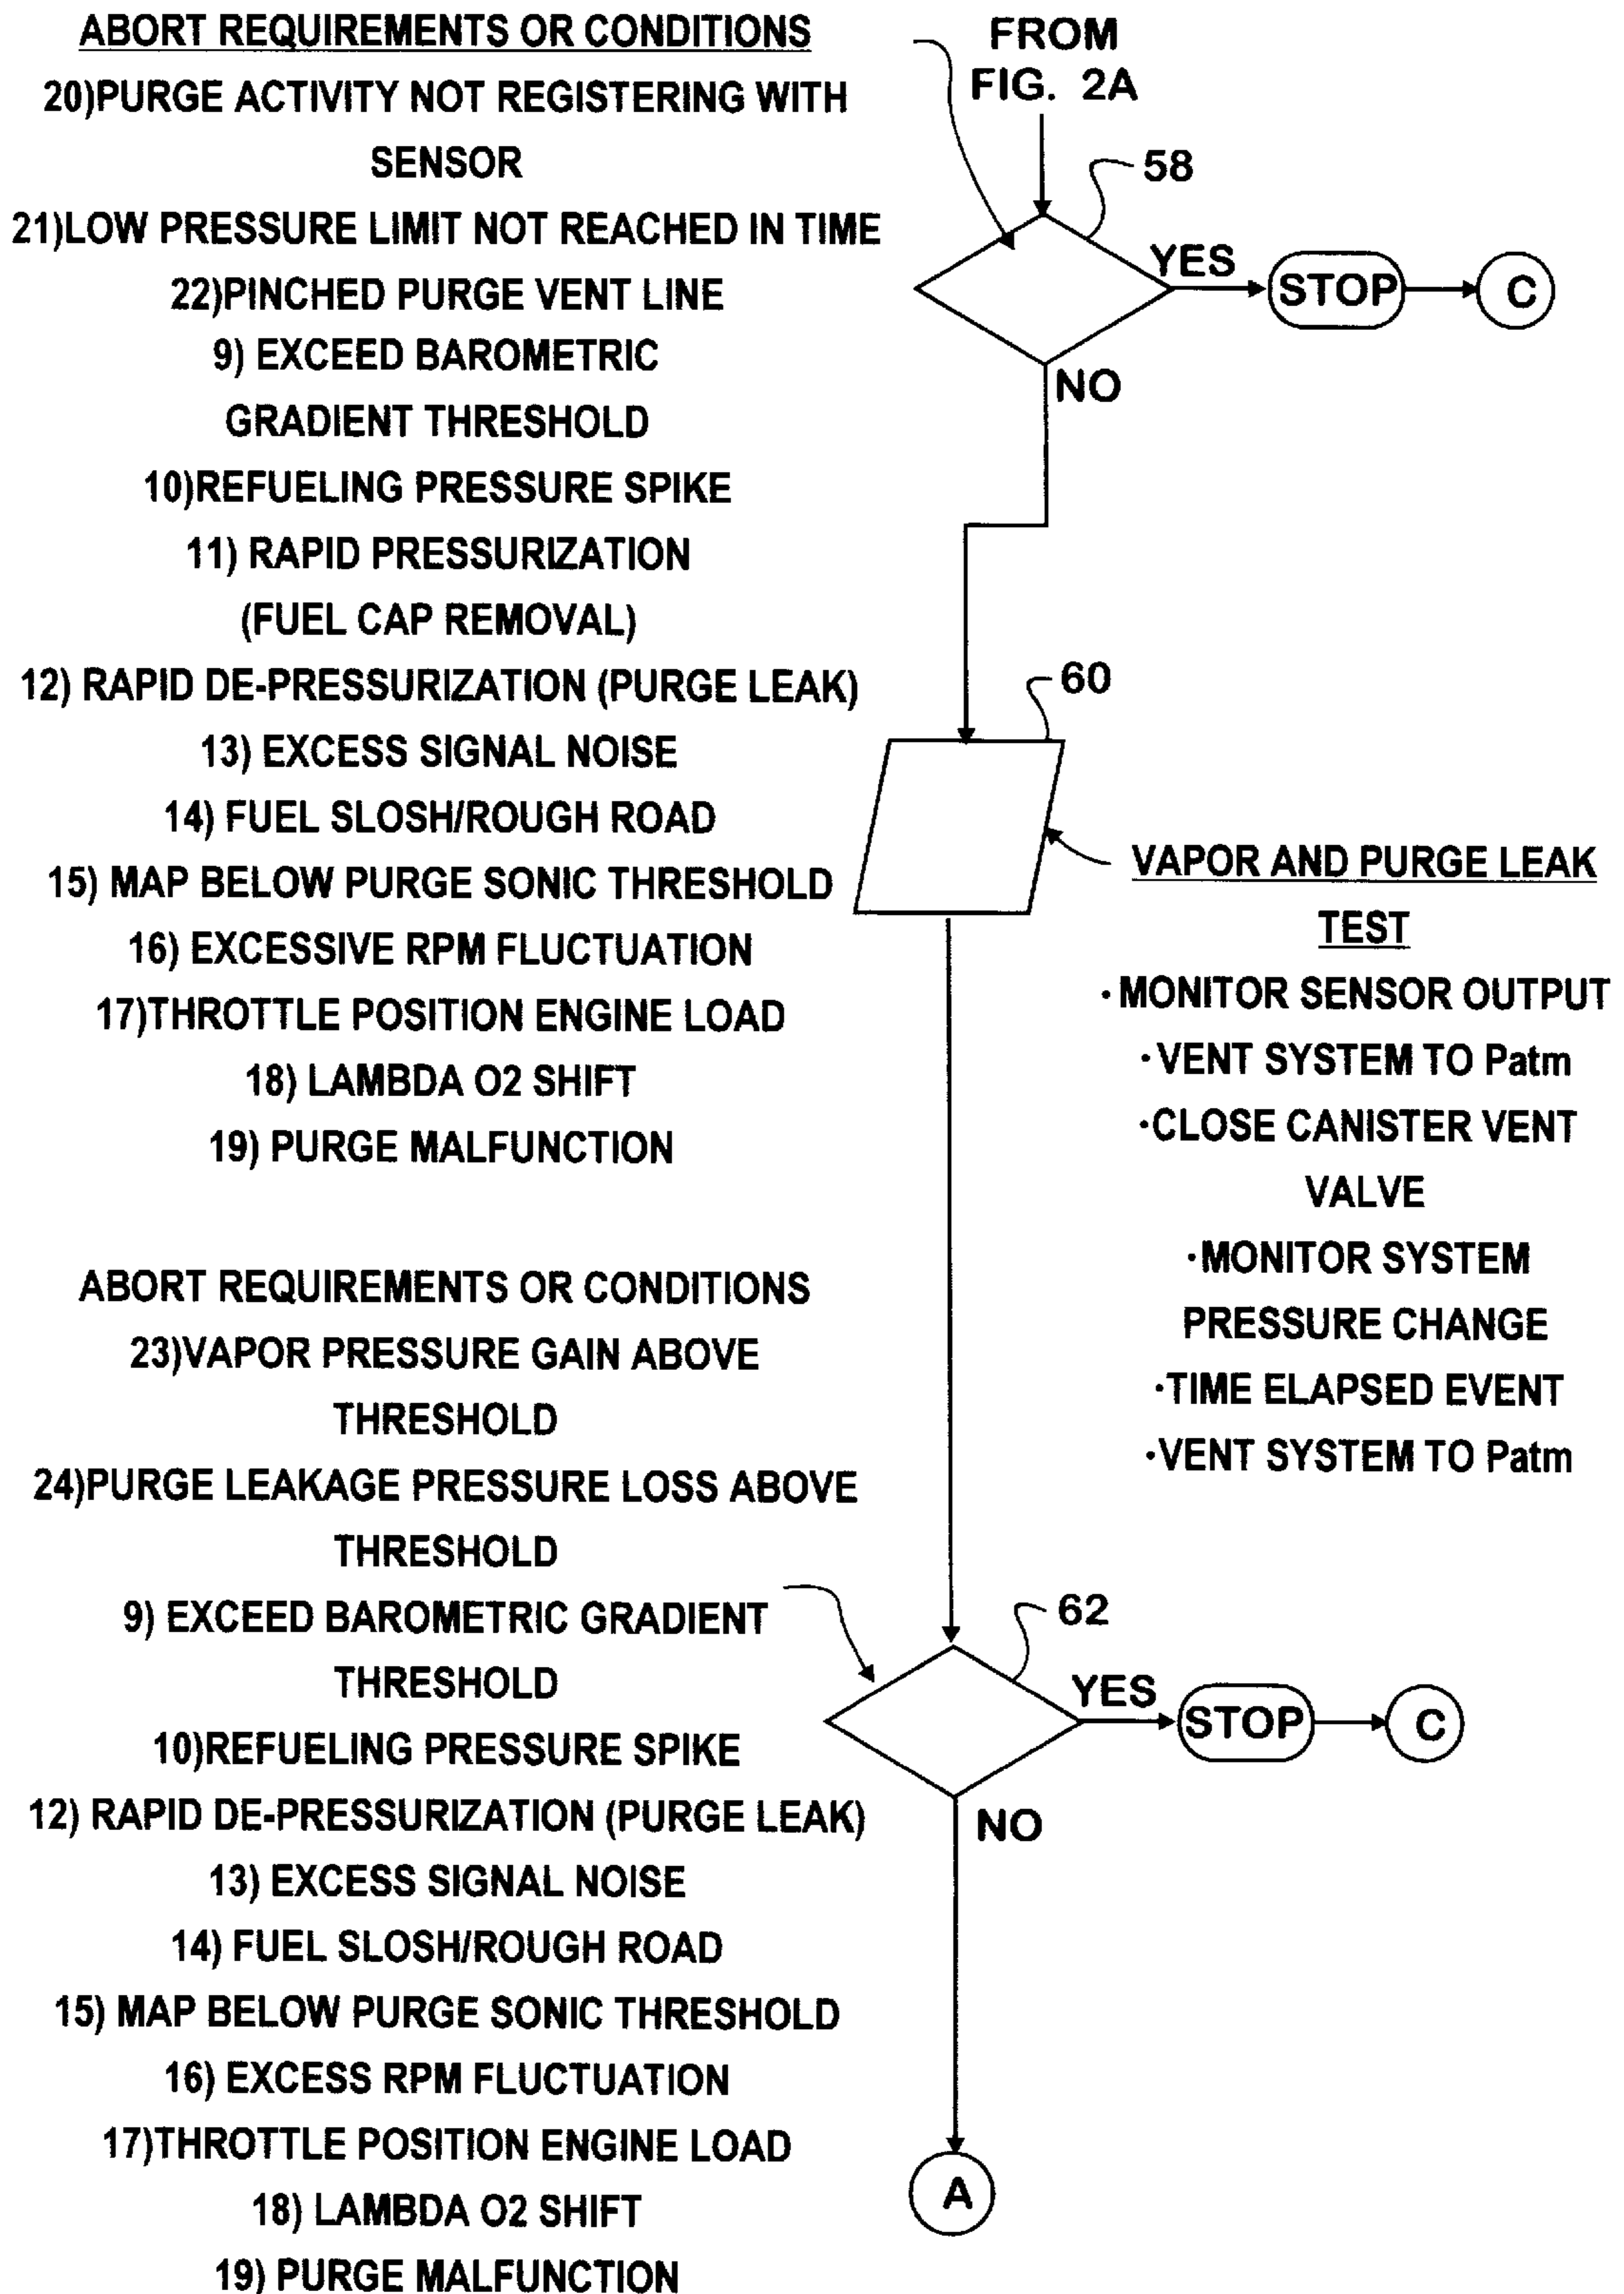 ABORT REQUIREMENTS OR CONDITIONS
20)PURGE ACTIVITY NOT REGISTERING WITH
SENSOR
21)LOW PRESSURE LIMIT NOT REACHED IN TIME
22)PINCHED PURGE VENT LINE
9) EXCEED BAROMETRIC
GRADIENT THRESHOLD
10)REFUELING PRESSURE SPIKE
11) RAPID PRESSURIZATION
(FUEL CAP REMOVAL)
12) RAPID DE-PRESSURIZATION (PURGE LEAK)
13) EXCESS SIGNAL NOISE
14) FUEL SLOSH/ROUGH ROAD
15) MAP BELOW PURGE SONIC THRESHOLD
16) EXCESSIVE RPM FLUCTUATION
17)THROTTLE POSITION ENGINE LOAD
18) LAMBDA O2 SHIFT
19) PURGE MALFUNCTION
FROM
FIG. 2A
58
YES
STOP
C
NO
60
VAPOR AND PURGE LEAK
TEST
·MONITOR SENSOR OUTPUT
·VENT SYSTEM TO Patm
·CLOSE CANISTER VENT
VALVE
·MONITOR SYSTEM
PRESSURE CHANGE
·TIME ELAPSED EVENT
·VENT SYSTEM TO Patm
ABORT REQUIREMENTS OR CONDITIONS
23)VAPOR PRESSURE GAIN ABOVE
THRESHOLD
24)PURGE LEAKAGE PRESSURE LOSS ABOVE
THRESHOLD
9) EXCEED BAROMETRIC GRADIENT
THRESHOLD
10)REFUELING PRESSURE SPIKE
12) RAPID DE-PRESSURIZATION (PURGE LEAK)
13) EXCESS SIGNAL NOISE
14) FUEL SLOSH/ROUGH ROAD
15) MAP BELOW PURGE SONIC THRESHOLD
16) EXCESS RPM FLUCTUATION
17)THROTTLE POSITION ENGINE LOAD
18) LAMBDA O2 SHIFT
19) PURGE MALFUNCTION
62
YES
STOP
C
NO
A